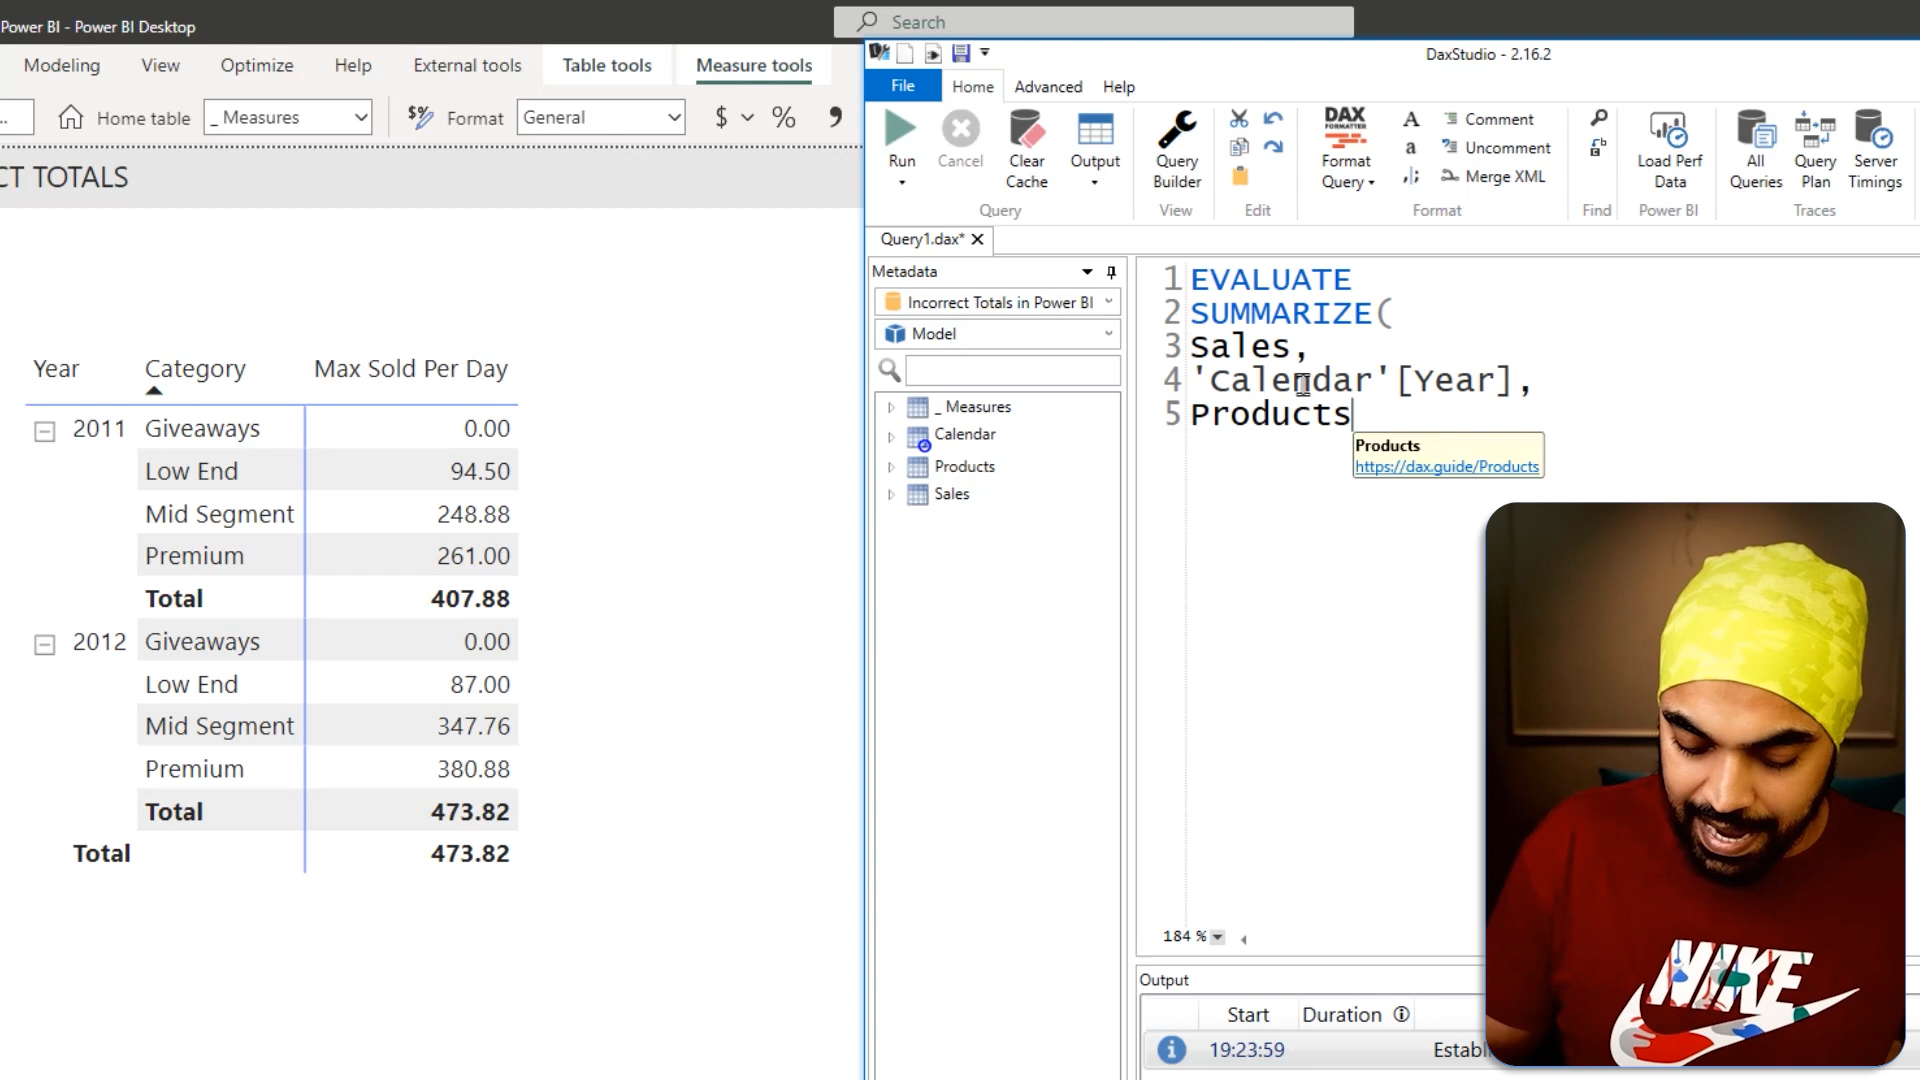 Power BI - Power BI Desktop
Search
Modeling View Optimize Help External tools Table tools Measure tools
... Home table _ Measures Format General $ % ,
CT TOTALS
Year Category Max Sold Per Day
2011 Giveaways 0.00
Low End 94.50
Mid Segment 248.88
Premium 261.00
Total 407.88
2012 Giveaways 0.00
Low End 87.00
Mid Segment 347.76
Premium 380.88
Total 473.82
Total 473.82
DaxStudio - 2.16.2
File Home Advanced Help
Run Cancel Clear Cache Output Query Builder DAX FORMATTER Format Query A Comment
a Uncomment
Merge XML
Load Perf Data All Queries Query Plan Server Timings
Query View Edit Format Find Power BI Traces
Query1.dax*
Metadata
Incorrect Totals in Power BI
Model
_ Measures
Calendar
Products
Sales
1 EVALUATE
2 SUMMARIZE(
3 Sales,
4 'Calendar'[Year],
5 Products
Products
https://dax.guide/Products
184 %
Output
Start Duration
19:23:59 Establ
NIKE